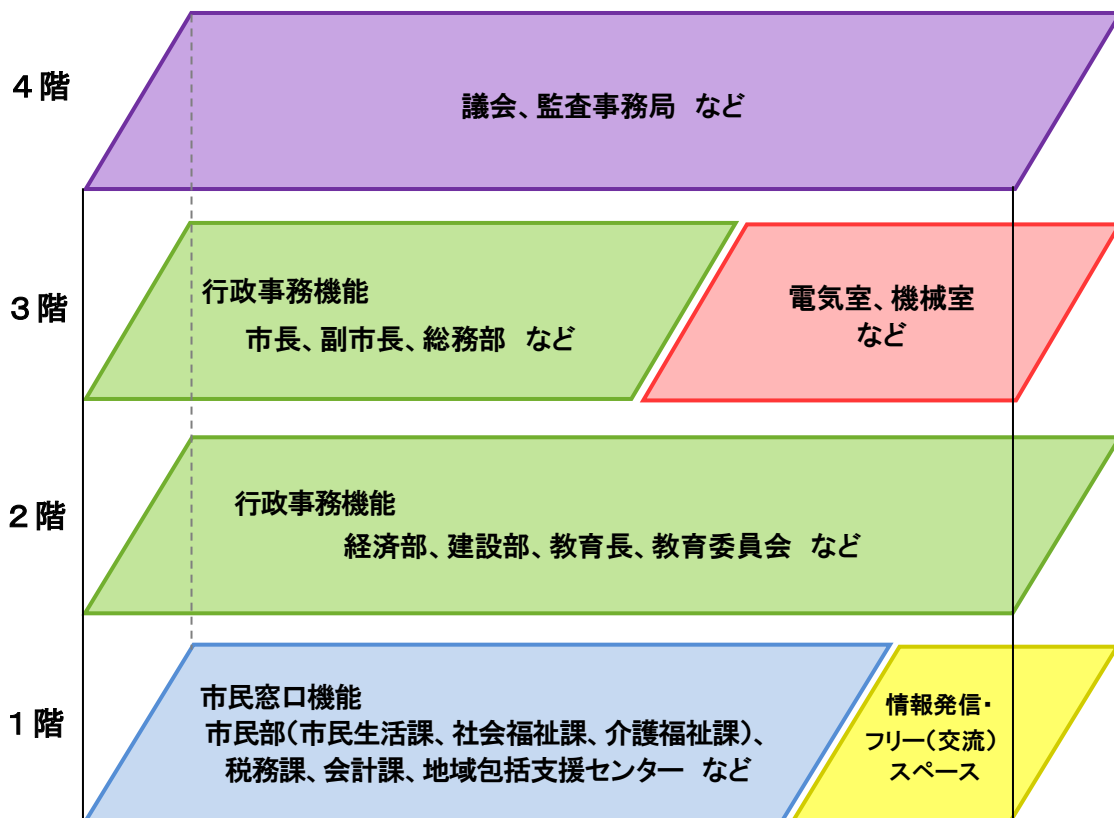 4階
議会、監査事務局 など
3階
行政事務機能
市長、副市長、総務部 など
電気室、機械室
など
2階
行政事務機能
経済部、建設部、教育長、教育委員会 など
1階
市民窓口機能
市民部(市民生活課、社会福祉課、介護福祉課)、
税務課、会計課、地域包括支援センター など
情報発信・
フリー(交流)
スペース